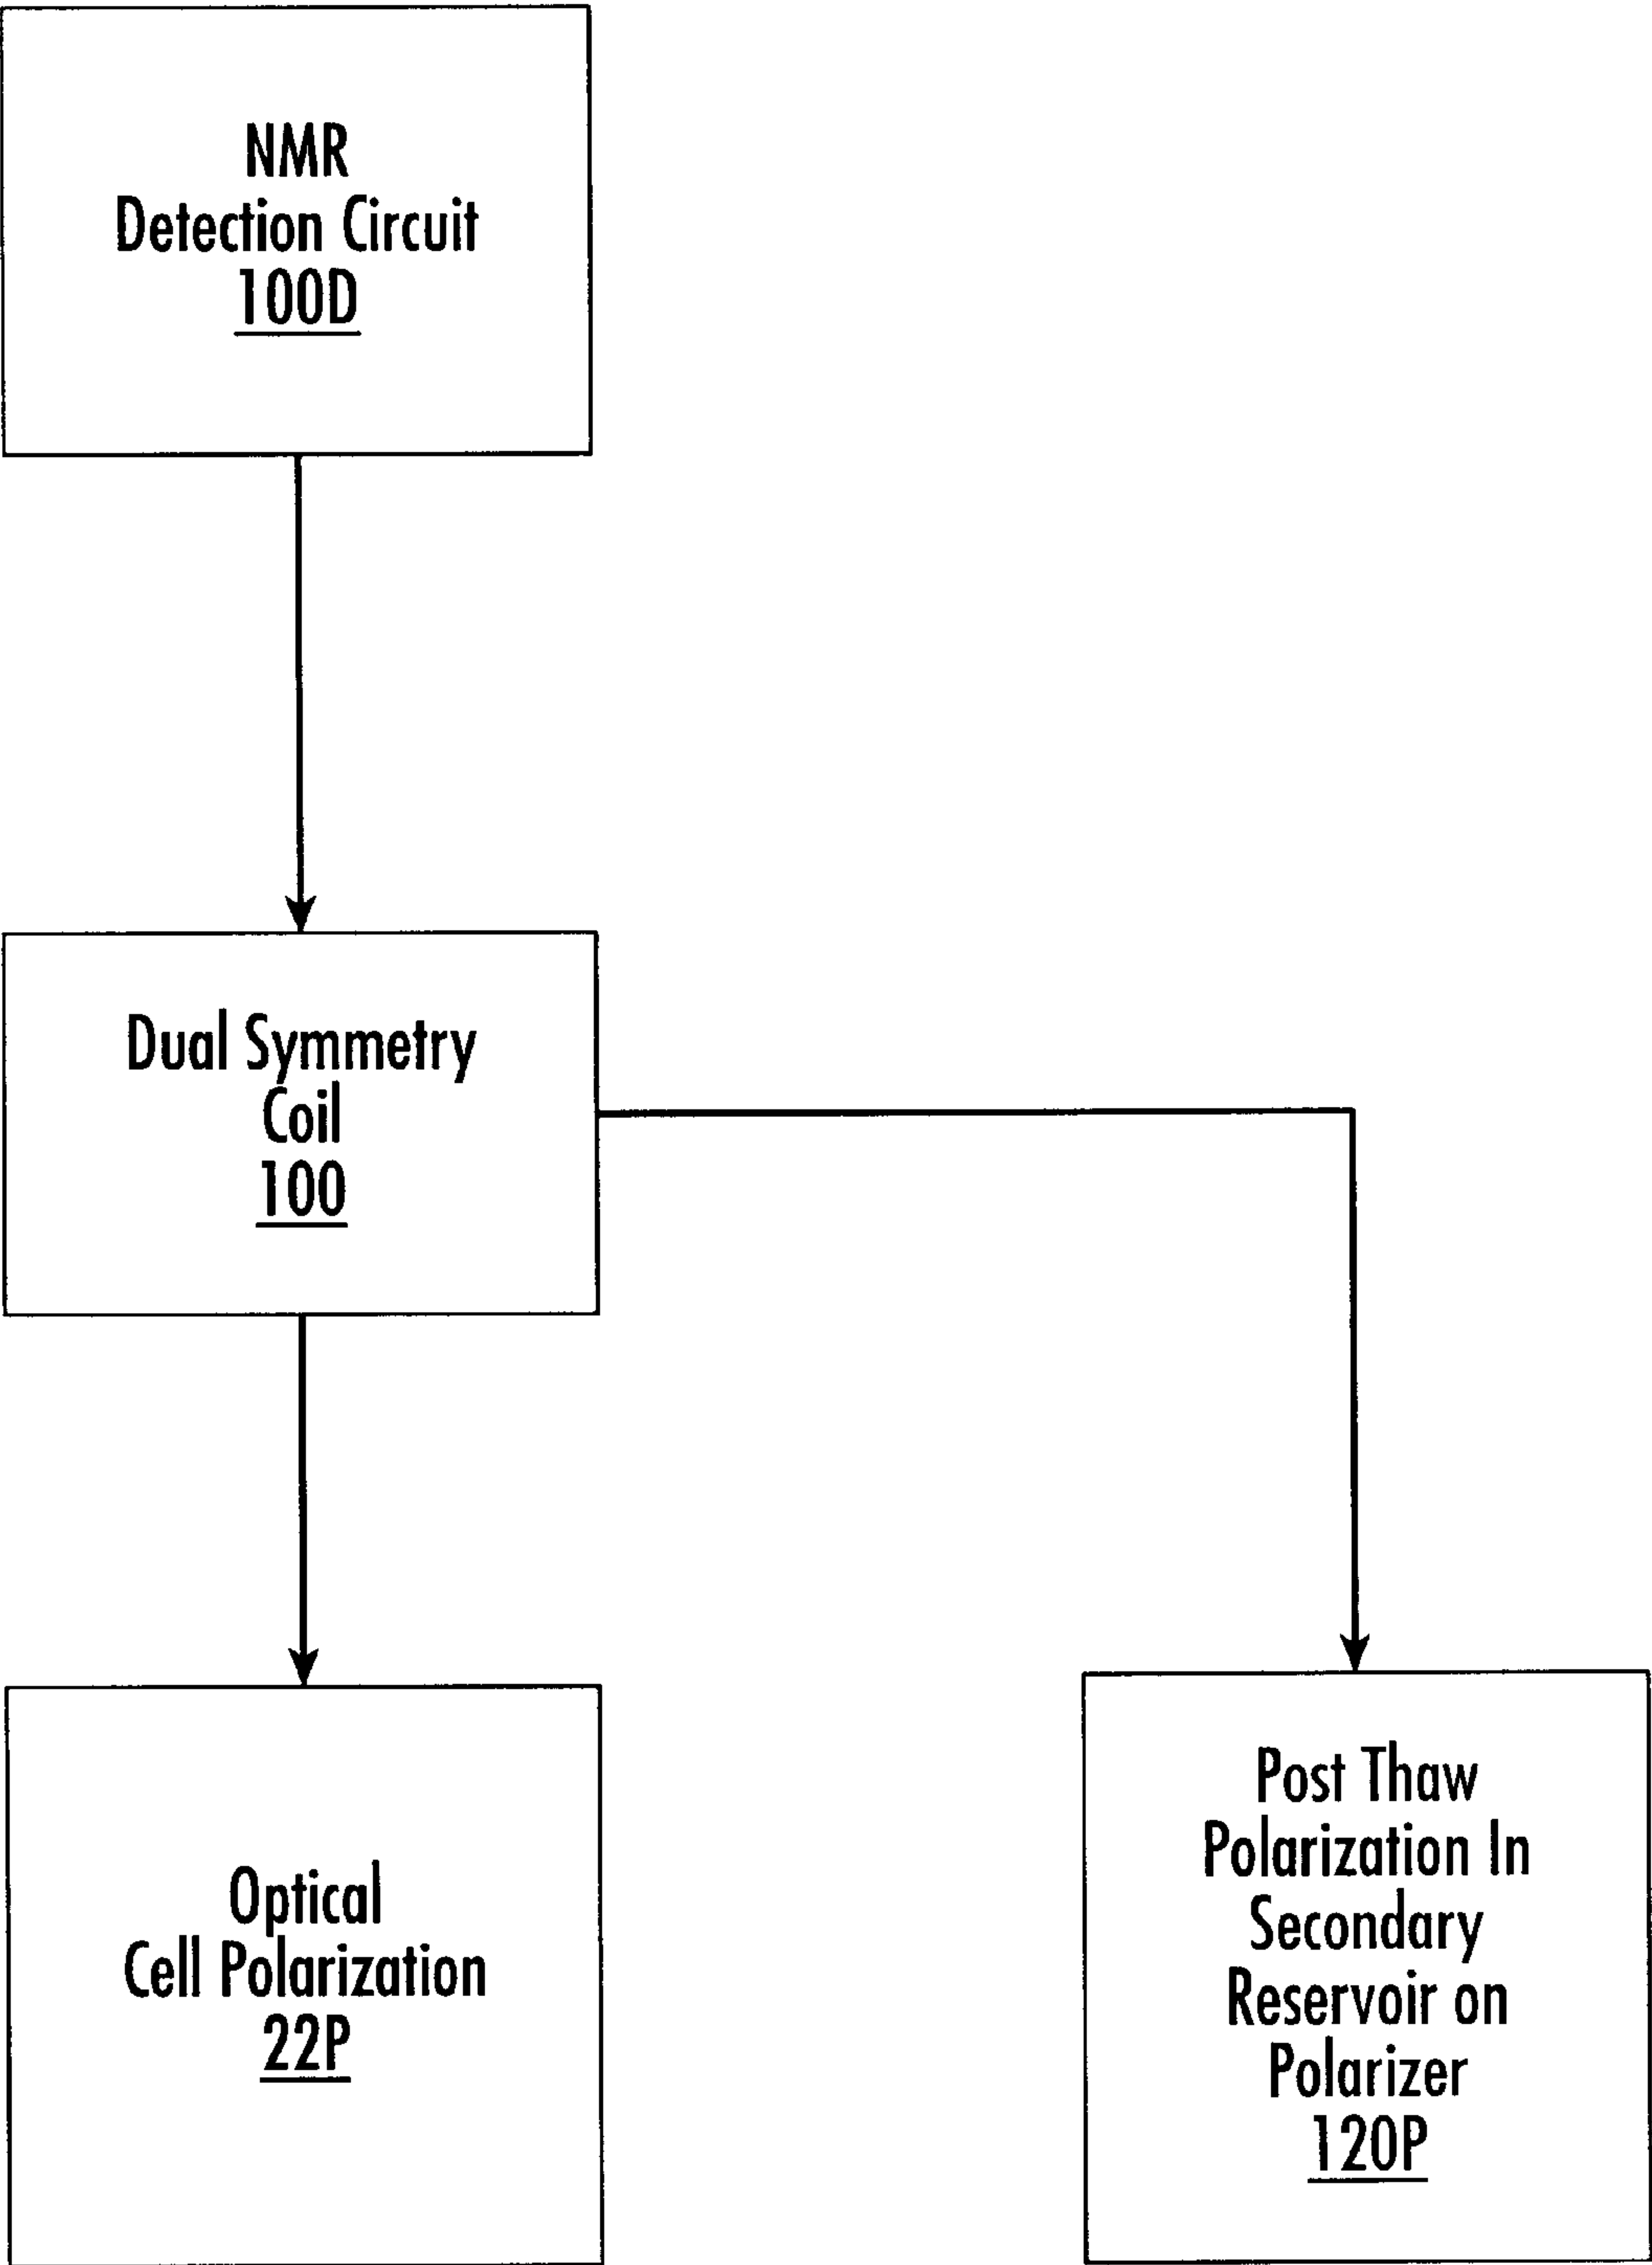 NMR
Detection Circuit
100D
Dual Symmetry
Coil
100
Optical
Cell Polarization
22P
Post Thaw
Polarization In
Secondary
Reservoir on
Polarizer
120P